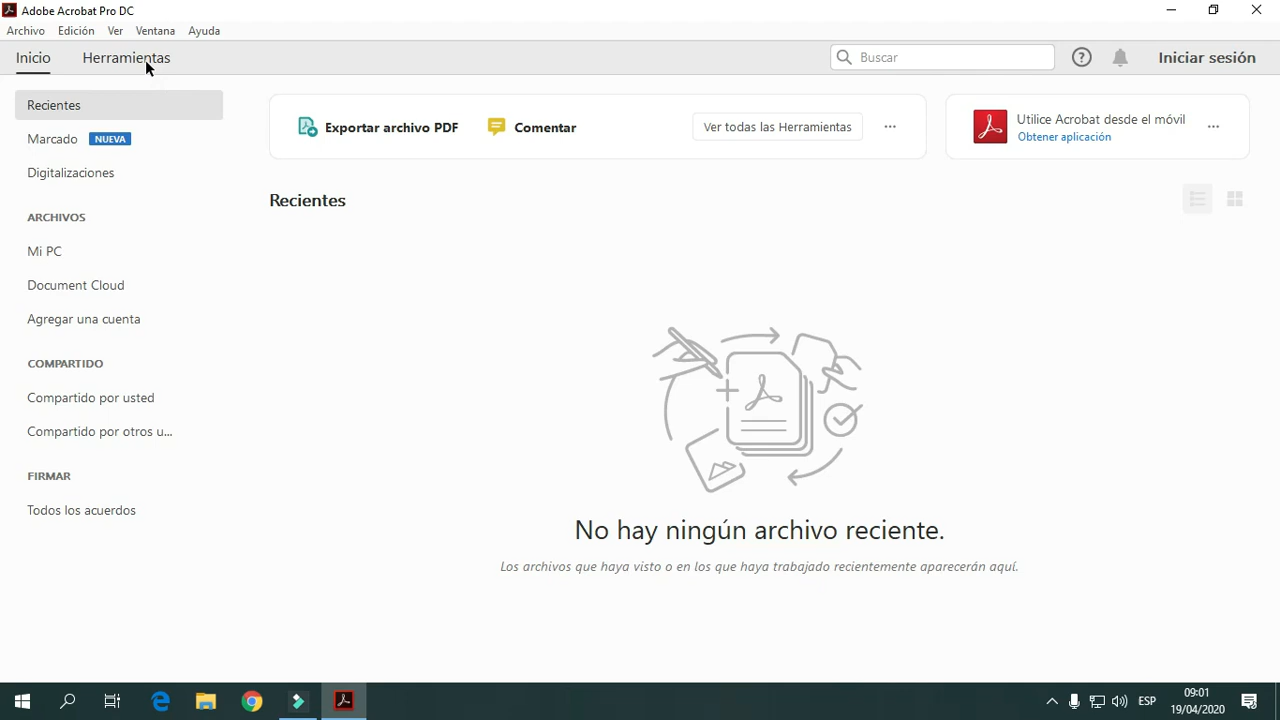 Adobe Acrobat Pro DC
Archivo Edición Ver Ventana Ayuda
Inicio Herramientas Buscar Iniciar sesión
Recientes
Marcado NUEVA
Digitalizaciones
ARCHIVOS
Mi PC
Document Cloud
Agregar una cuenta
COMPARTIDO
Compartido por usted
Compartido por otros u...
FIRMAR
Todos los acuerdos
Exportar archivo PDF Comentar Ver todas las Herramientas
Utilice Acrobat desde el móvil
Obtener aplicación
Recientes
No hay ningún archivo reciente.
Los archivos que haya visto o en los que haya trabajado recientemente aparecerán aquí.
ESP
09:01
19/04/2020